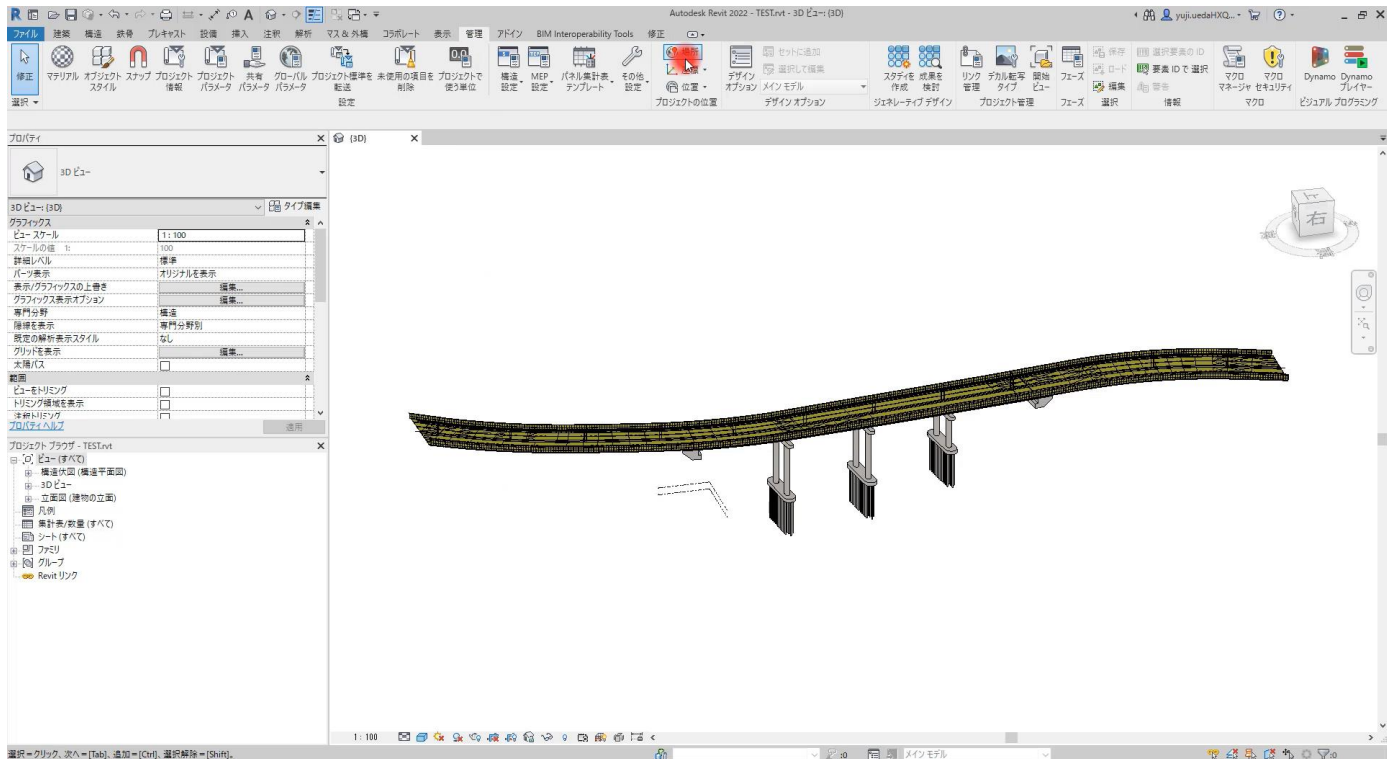 Autodesk Revit 2022 - TEST.rvt - 3D ビュー: {3D}
yuji.uedaHXQ...
ファイル 建築 構造 鉄骨 プレキャスト 設備 挿入 注釈 解析 マス & 外構 コラボレート 表示 管理 アドイン BIM Interoperability Tools 修正
修正 マテリアル オブジェクト スタイル スナップ プロジェクト 情報 プロジェクト パラメータ 共有 パラメータ グローバル パラメータ プロジェクト標準を 転送 未使用の項目を 削除 プロジェクトで 使う単位
構造 設定 MEP 設定 パネル集計表 テンプレート その他 設定
位置
デザイン オプション
セットに追加
選択して編集
メイン モデル
スタディを 作成 成果を 検討
リンク 管理 デカル転写 タイプ 開始 ビュー
フェーズ
保存
ロード
編集
選択要素の ID
要素 ID で 選択
警告
マクロ マネージャ マクロ セキュリティ
Dynamo Dynamo プレイヤー
選択 設定 プロジェクトの位置 デザイン オプション ジェネレーティブ デザイン プロジェクト管理 フェーズ 選択 情報 マクロ ビジュアル プログラミング
プロパティ
{3D}
3D ビュー
3D ビュー: {3D}
タイプ編集
グラフィックス
ビュー スケール 1 : 100
スケールの値 1: 100
詳細レベル 標準
パーツ表示 オリジナルを表示
表示/グラフィックスの上書き 編集...
グラフィックス表示オプション 編集...
専門分野 構造
隠線を表示 専門分野別
既定の解析表示スタイル なし
グリッドを表示 編集...
太陽パス
範囲
ビューをトリミング
トリミング領域を表示
注釈トリミング
プロパティ ヘルプ
適用
プロジェクト ブラウザ - TEST.rvt
ビュー (すべて)
構造伏図 (構造平面図)
3D ビュー
立面図 (建物の立面)
凡例
集計表/数量 (すべて)
シート (すべて)
ファミリ
グループ
Revit リンク
右
1 : 100
選択 = クリック、次へ = [Tab]、追加 = [Ctrl]、選択解除 = [Shift]。
:0
メイン モデル
:0